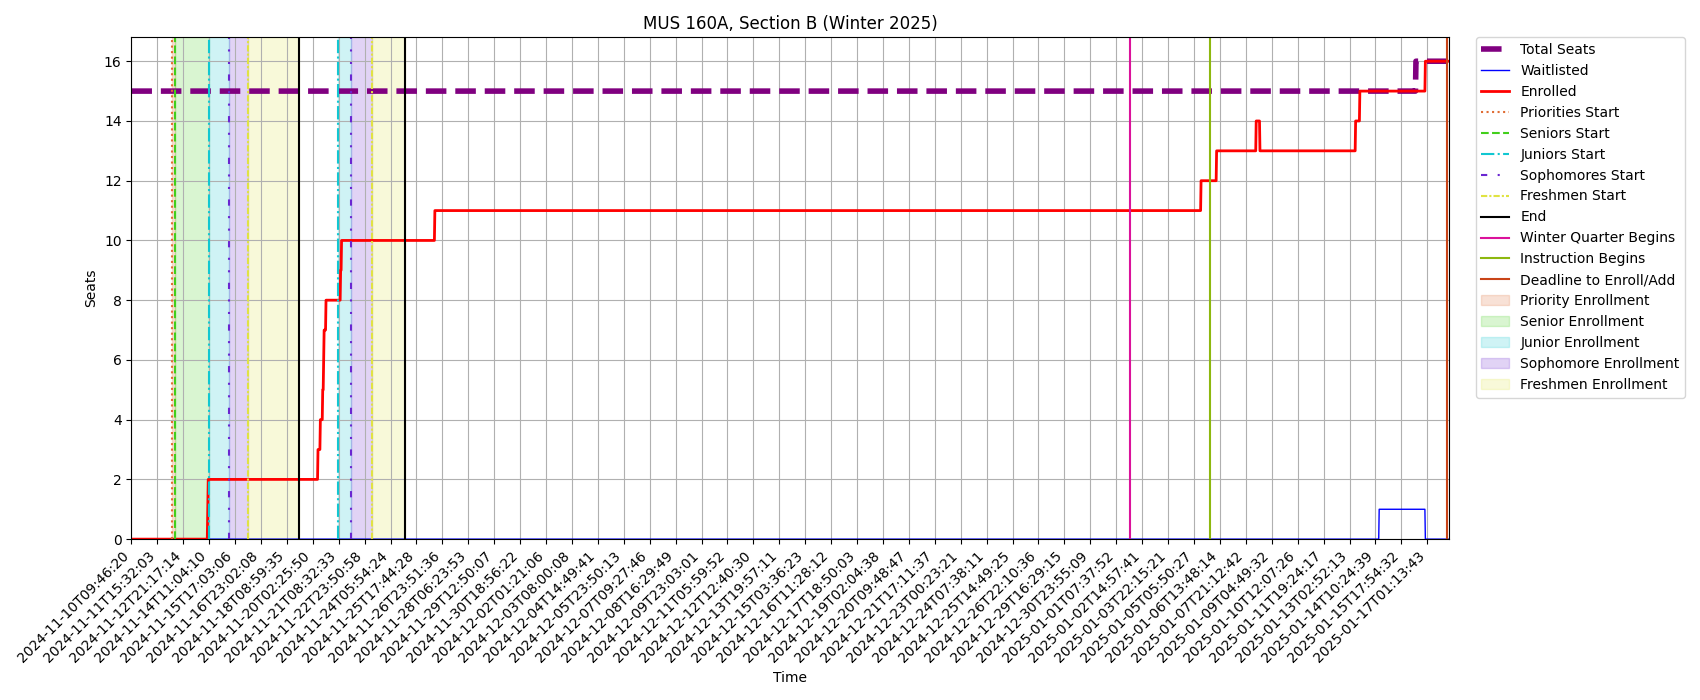 MUS 160A, Section B (Winter 2025)
Seats
16
14
12
10
8
6
4
2
0
2024-11-10T09:46:20
2024-11-11T15:32:03
2024-11-12T21:17:14
2024-11-14T11:04:10
2024-11-15T17:03:06
2024-11-16T23:02:08
2024-11-18T08:59:35
2024-11-20T02:25:50
2024-11-21T08:32:33
2024-11-22T23:50:58
2024-11-24T05:54:24
2024-11-25T17:44:28
2024-11-26T23:51:36
2024-11-28T06:23:53
2024-11-29T12:50:07
2024-11-30T18:56:22
2024-12-02T01:21:06
2024-12-03T08:00:08
2024-12-04T14:49:41
2024-12-05T23:50:13
2024-12-07T09:27:46
2024-12-08T16:29:49
2024-12-09T23:03:01
2024-12-11T05:59:52
2024-12-12T12:40:30
2024-12-13T19:57:11
2024-12-15T03:36:23
2024-12-16T11:28:12
2024-12-17T18:50:03
2024-12-19T02:04:38
2024-12-20T09:48:47
2024-12-21T17:11:37
2024-12-23T00:23:21
2024-12-24T07:38:11
2024-12-25T14:49:25
2024-12-26T22:10:36
2024-12-29T16:29:15
2024-12-30T23:55:09
2025-01-01T07:37:52
2025-01-02T14:57:41
2025-01-03T22:15:21
2025-01-05T05:50:27
2025-01-06T13:48:14
2025-01-07T21:12:42
2025-01-09T04:49:32
2025-01-10T12:07:26
2025-01-11T19:24:17
2025-01-13T02:52:13
2025-01-14T10:24:39
2025-01-15T17:54:32
2025-01-17T01:13:43
Time
Total Seats
Waitlisted
Enrolled
Priorities Start
Seniors Start
Juniors Start
Sophomores Start
Freshmen Start
End
Winter Quarter Begins
Instruction Begins
Deadline to Enroll/Add
Priority Enrollment
Senior Enrollment
Junior Enrollment
Sophomore Enrollment
Freshmen Enrollment